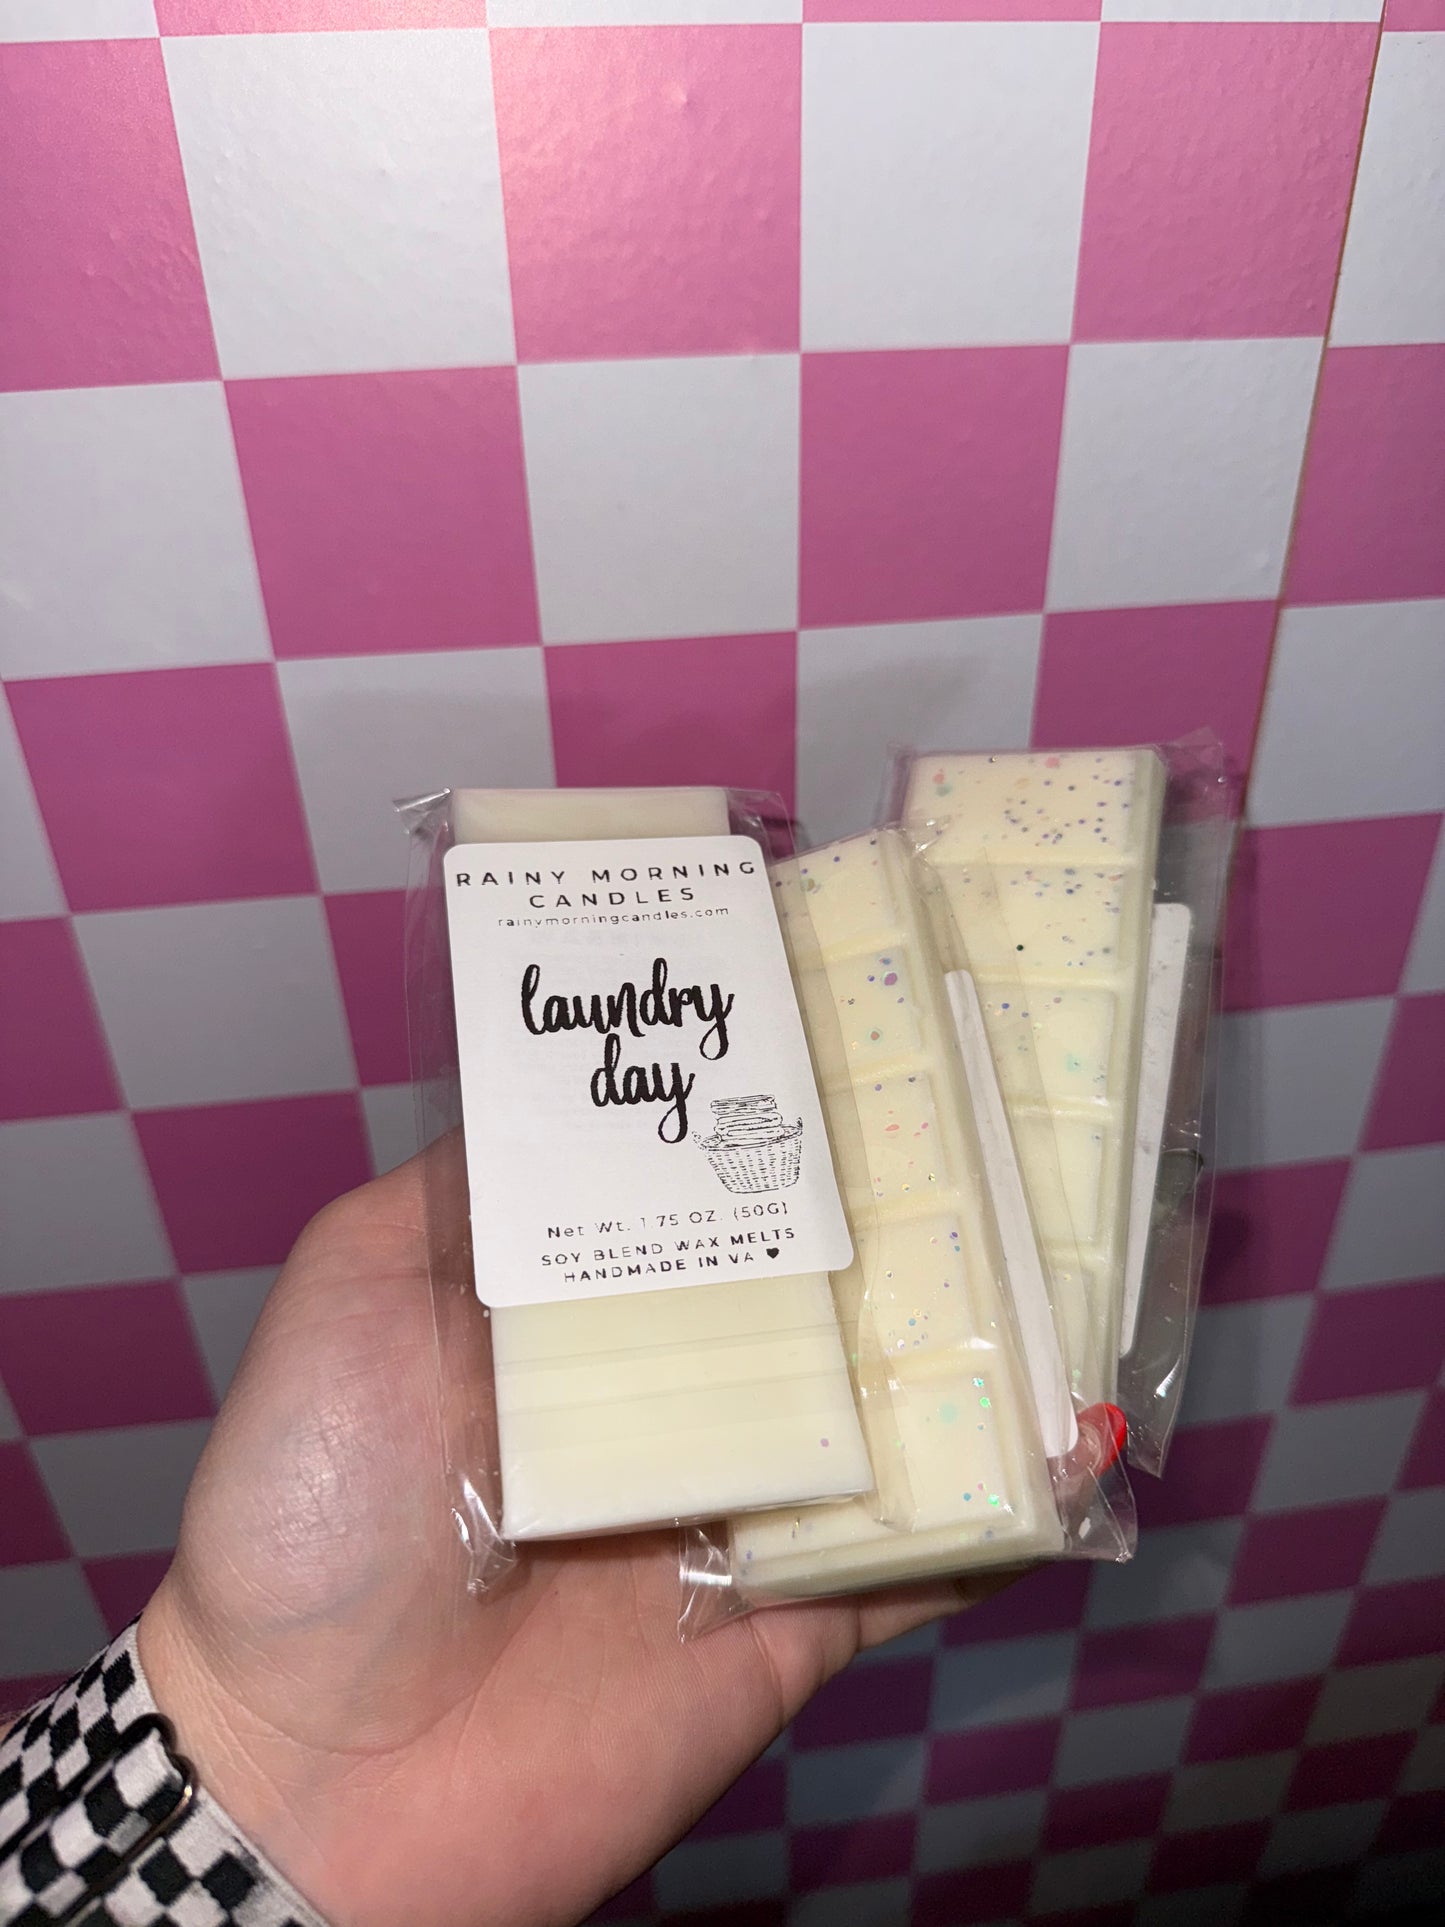 RAINY MORNING
CANDLES
rainymorningcandles.com
laundry
day
Net Wt. 1.75 OZ. (50G)
SOY BLEND WAX MELTS
HANDMADE IN VA ♥